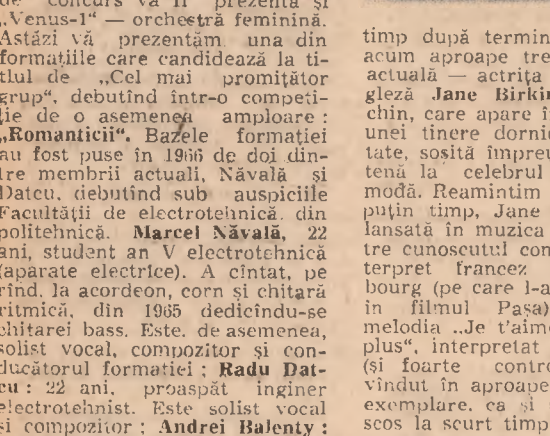 de concurs va fi prezentă și
„Venus-1“ — orchestră feminină.
Astăzi vă prezentăm una din
formațiile care candidează la ti-
tlul de „Cel mai promițător
grup“, debutînd într-o competi-
ție de o asemenea amploare :
„Romanticii“. Bazele formației
au fost puse în 1966 de doi din-
tre membrii actuali, Năvală și
Datcu, debutînd sub auspiciile
Facultății de electrotehnică, din
politehnică. Marcel Năvală, 22
ani, student an V electrotehnică
(aparate electrice). A cîntat, pe
rînd, la acordeon, corn și chitară
ritmică, din 1965 dedicîndu-se
chitarei bass. Este, de asemenea,
solist vocal, compozitor și con-
ducătorul formației ; Radu Dat-
cu : 22 ani, proaspăt inginer
electrotehnist. Este solist vocal
și compozitor ; Andrei Balenty :
timp după termin
acum aproape tre
actuală — actrița
gleză Jane Birkin
chin, care apare î
unei tinere dornic
tate, sosită împreu
tenă la celebrul
modă. Reamintim
puțin timp, Jane
lansată în muzica
tre cunoscutul con
terpret francez
bourg (pe care l-a
în filmul Pașa)
melodia „Je t'aime
plus“, interpretat
(și foarte contro
vîndut în aproape
exemplare, ca și
scos la scurt timp